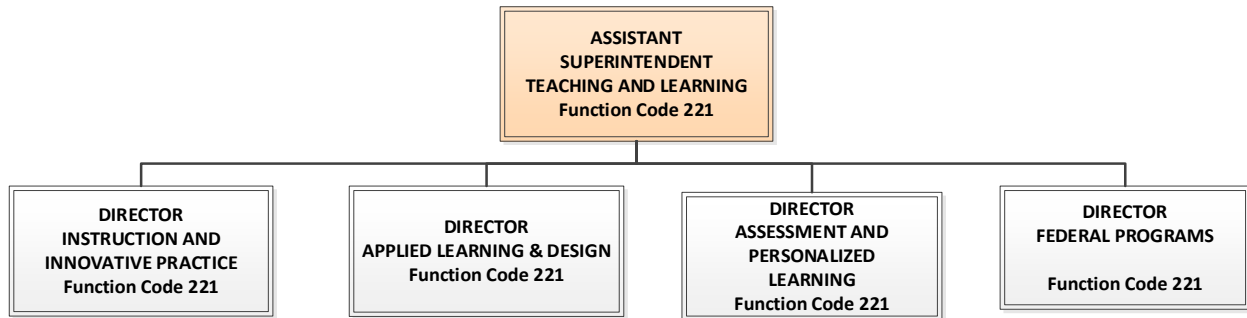 ASSISTANT
SUPERINTENDENT
TEACHING AND LEARNING
Function Code 221
DIRECTOR
INSTRUCTION AND
INNOVATIVE PRACTICE
Function Code 221
DIRECTOR
APPLIED LEARNING & DESIGN
Function Code 221
DIRECTOR
ASSESSMENT AND
PERSONALIZED
LEARNING
Function Code 221
DIRECTOR
FEDERAL PROGRAMS
Function Code 221